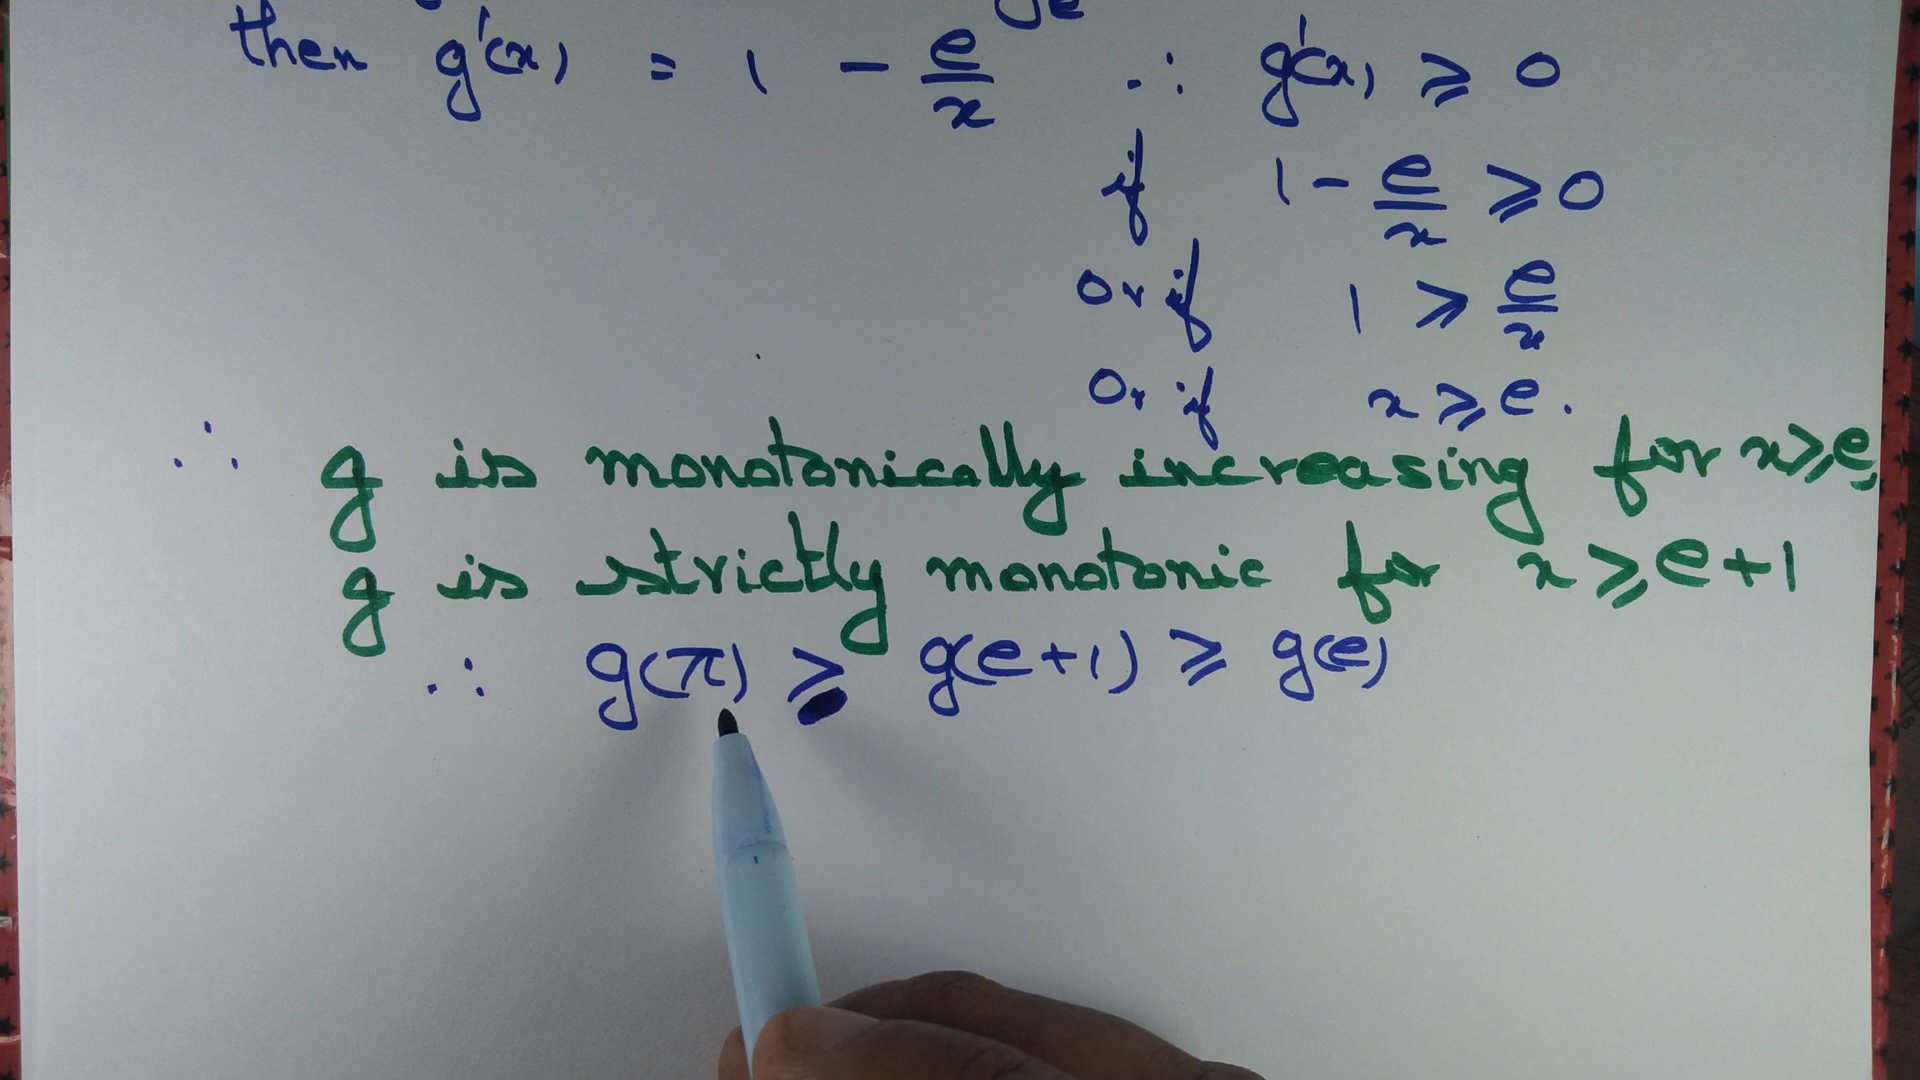 then g'(x) = 1 - e/x ∴ g'(x) ⩾ 0
if 1 - e/x ⩾ 0
Or if 1 ⩾ e/x
Or if x ⩾ e.
∴ g is monotonically increasing for x ⩾ e,
g is strictly monotonic for x ⩾ e+1
∴ g(π) ⩾ g(e+1) ⩾ g(e)